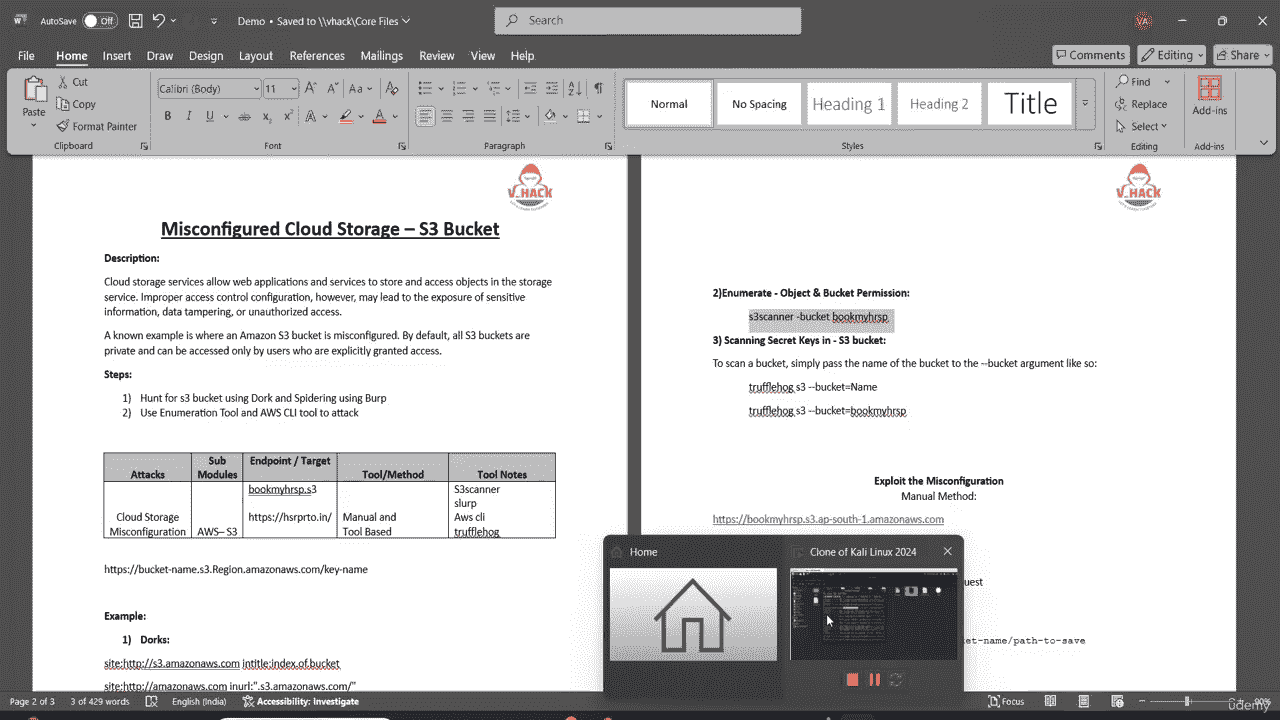 Demo • Saved to \\vhack\Core Files
Search
VA
File Home Insert Draw Design Layout References Mailings Review View Help
Comments Editing Share
Paste
Cut
Copy
Format Painter
Calibri (Body) 11
Normal
No Spacing
Heading 1
Heading 2
Title
Find
Replace
Select
Add-ins
Clipboard Font Paragraph Styles Editing Add-ins
V_HACK
Misconfigured Cloud Storage – S3 Bucket
Description:
Cloud storage services allow web applications and services to store and access objects in the storage
service. Improper access control configuration, however, may lead to the exposure of sensitive
information, data tampering, or unauthorized access.
A known example is where an Amazon S3 bucket is misconfigured. By default, all S3 buckets are
private and can be accessed only by users who are explicitly granted access.
Steps:
1) Hunt for s3 bucket using Dork and Spidering using Burp
2) Use Enumeration Tool and AWS CLI tool to attack
Attacks
Sub
Modules
Endpoint / Target
Tool/Method
Tool Notes
Cloud Storage
Misconfiguration
AWS– S3
bookmyhrsp.s3
https://hsrprto.in/
Manual and
Tool Based
S3scanner
slurp
Aws cli
trufflehog
https://bucket-name.s3.Region.amazonaws.com/key-name
Example:
1) Dorks:
site:http://s3.amazonaws.com intitle:index.of.bucket
site:http://amazonaws.com inurl:".s3.amazonaws.com/"
V_HACK
2)Enumerate - Object & Bucket Permission:
s3scanner -bucket bookmyhrsp
3) Scanning Secret Keys in - S3 bucket:
To scan a bucket, simply pass the name of the bucket to the --bucket argument like so:
trufflehog s3 --bucket=Name
trufflehog s3 --bucket=bookmyhrsp
Exploit the Misconfiguration
Manual Method:
https://bookmyhrsp.s3.ap-south-1.amazonaws.com
uest
et-name/path-to-save
Home
Clone of Kali Linux 2024
Page 2 of 3 3 of 429 words English (India) Accessibility: Investigate
Focus
Udemy